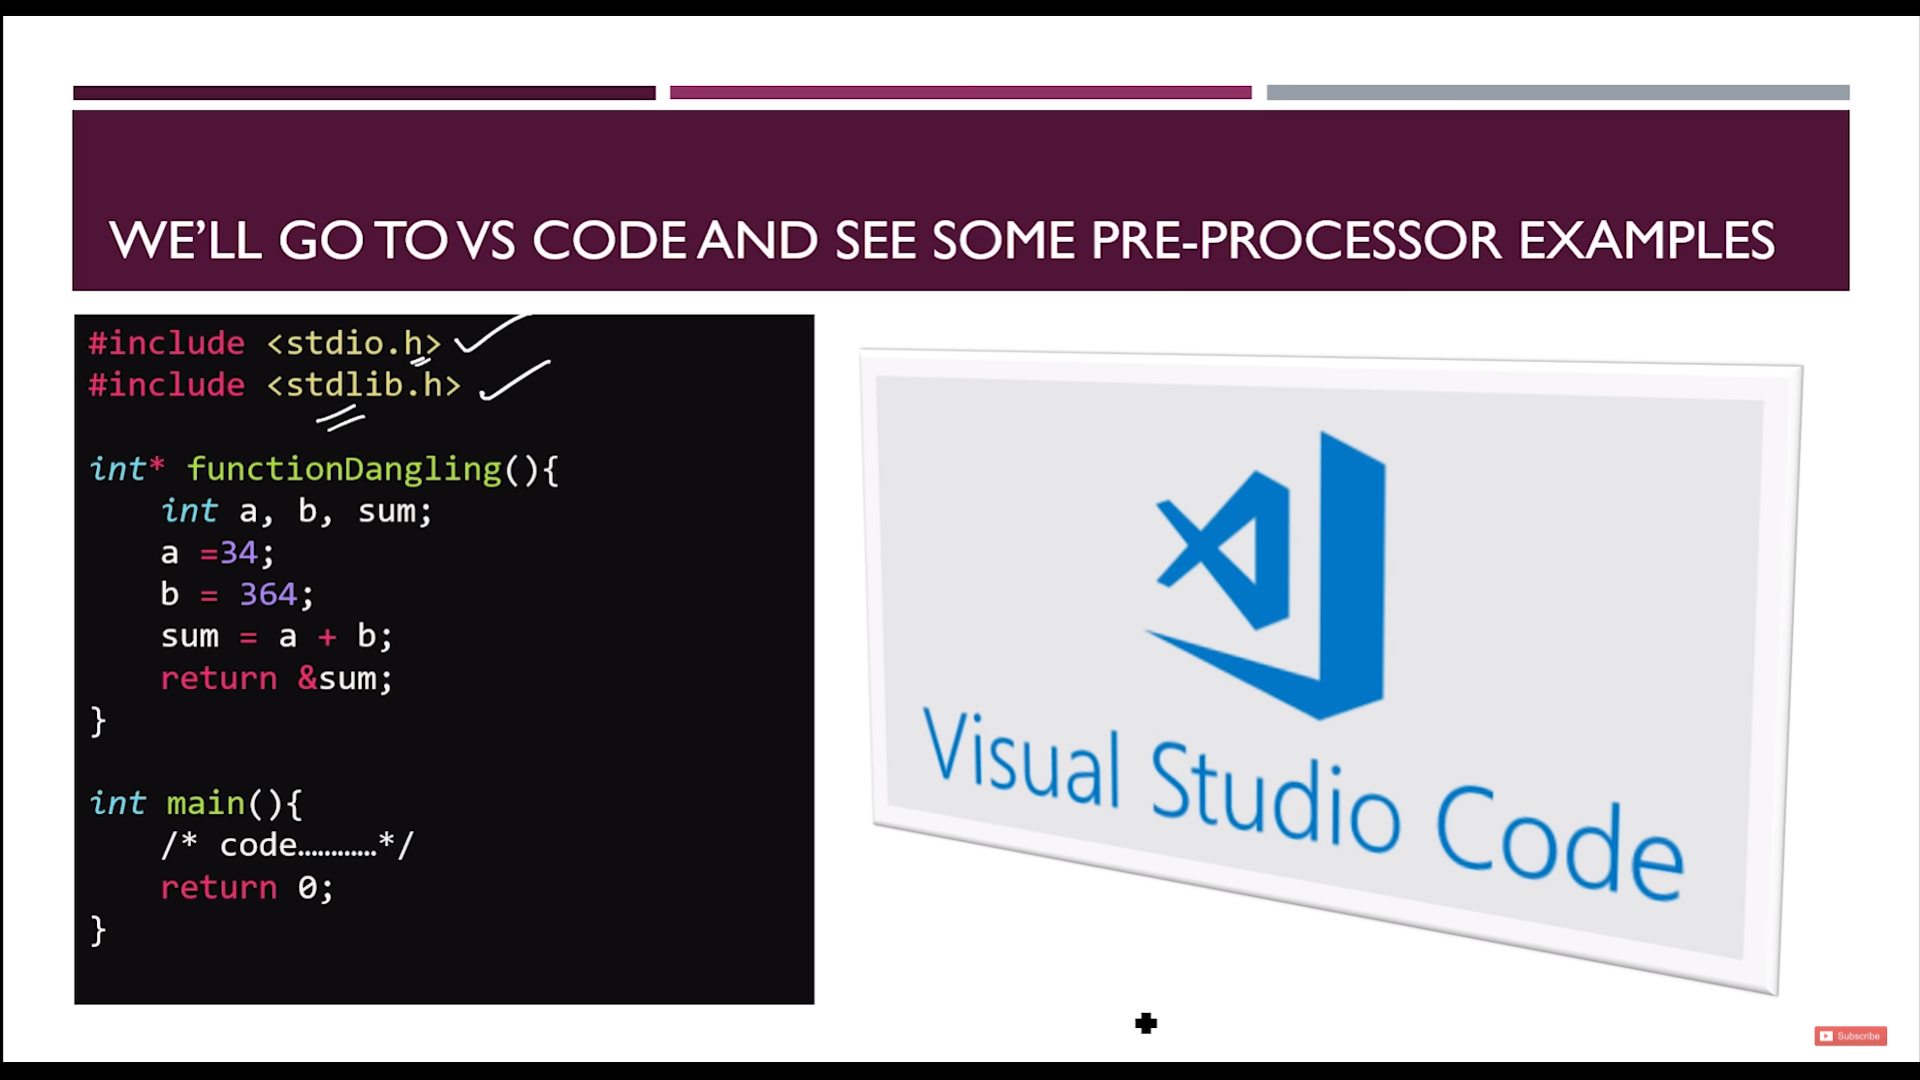 WE’LL GO TO VS CODE AND SEE SOME PRE-PROCESSOR EXAMPLES
#include <stdio.h>
#include <stdlib.h>
int* functionDangling(){
    int a, b, sum;
    a =34;
    b = 364;
    sum = a + b;
    return &sum;
}
int main(){
    /* code…………*/
    return 0;
}
Visual Studio Code
Subscribe